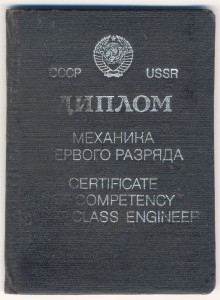 СССР USSR
ДИПЛОМ
МЕХАНИКА
ПЕРВОГО РАЗРЯДА
CERTIFICATE
COMPETENCY
CLASS ENGINEER